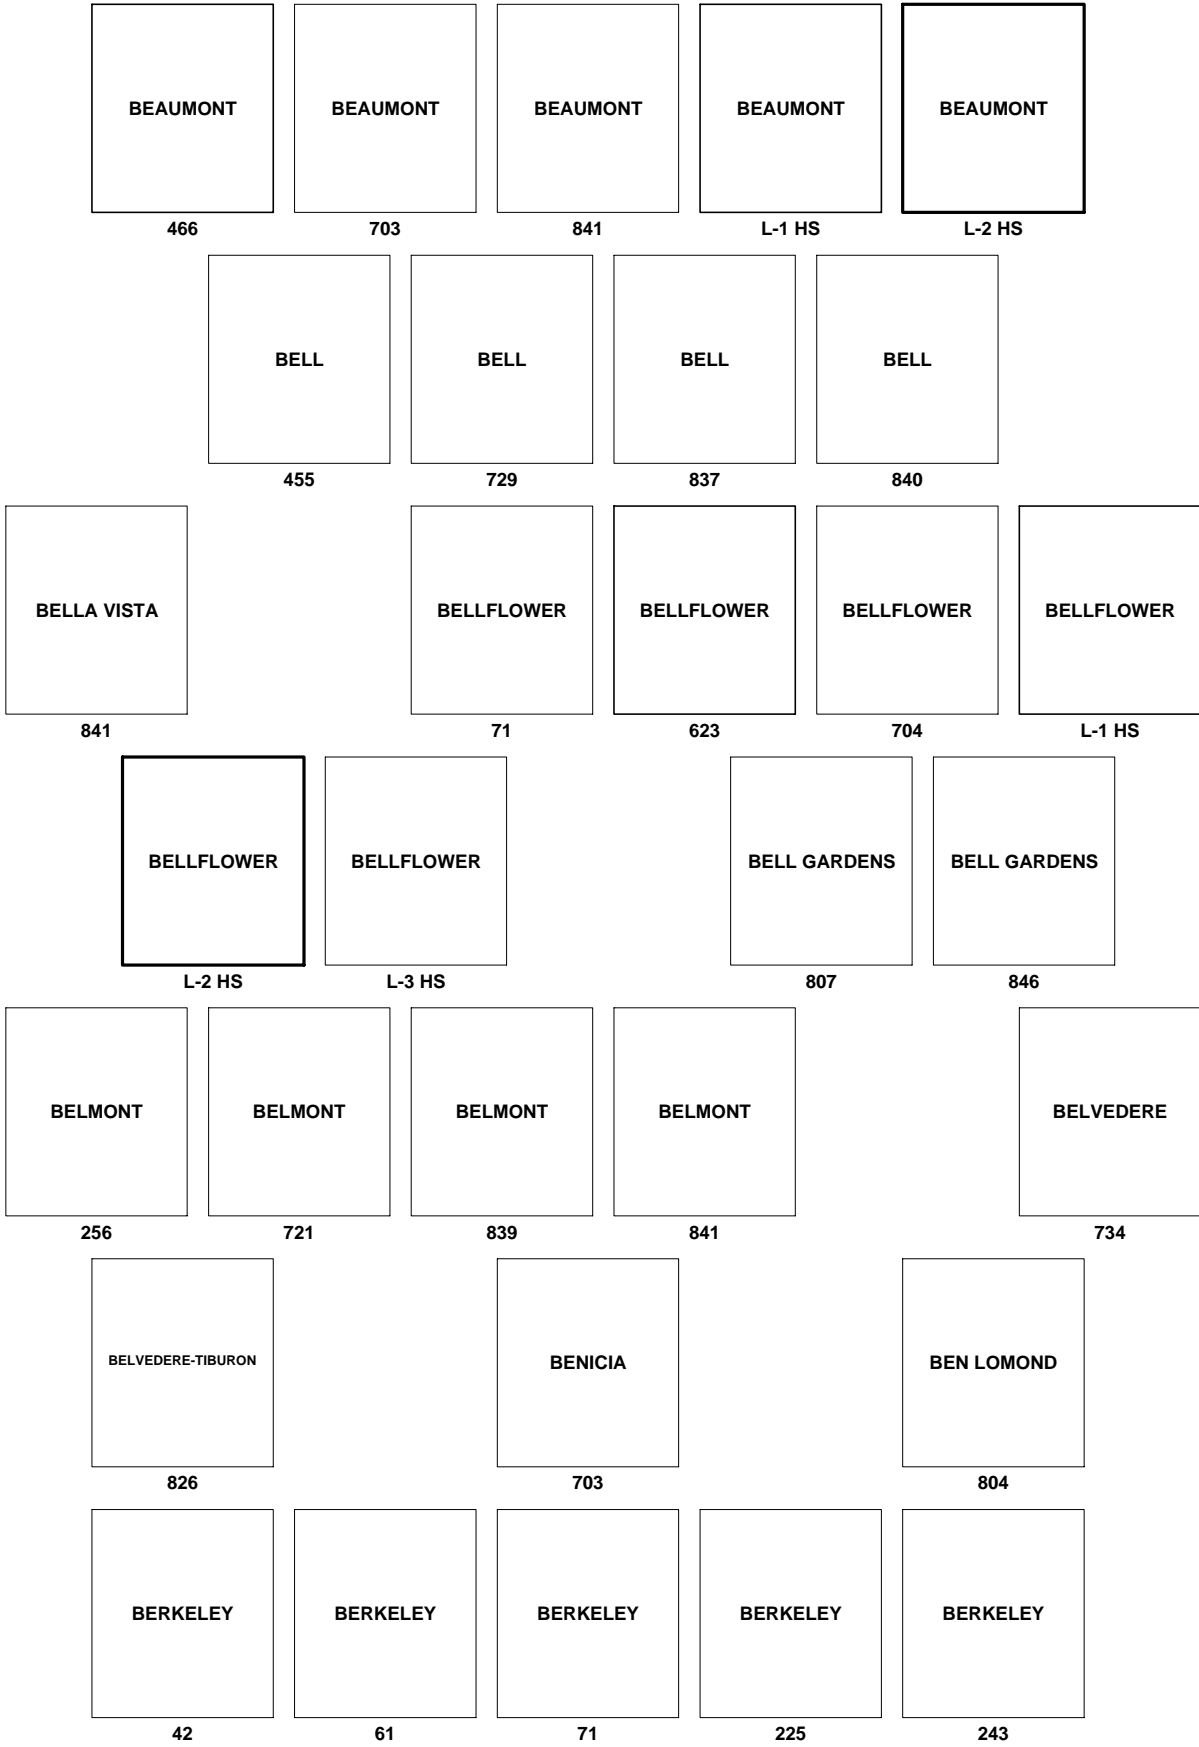 BEAUMONT BEAUMONT BEAUMONT BEAUMONT BEAUMONT
466 703 841 L-1 HS L-2 HS
BELL BELL BELL BELL
455 729 837 840
BELLA VISTA BELLFLOWER BELLFLOWER BELLFLOWER BELLFLOWER
841 71 623 704 L-1 HS
BELLFLOWER BELLFLOWER BELL GARDENS BELL GARDENS
L-2 HS L-3 HS 807 846
BELMONT BELMONT BELMONT BELMONT BELVEDERE
256 721 839 841 734
BELVEDERE-TIBURON BENICIA BEN LOMOND
826 703 804
BERKELEY BERKELEY BERKELEY BERKELEY BERKELEY
42 61 71 225 243